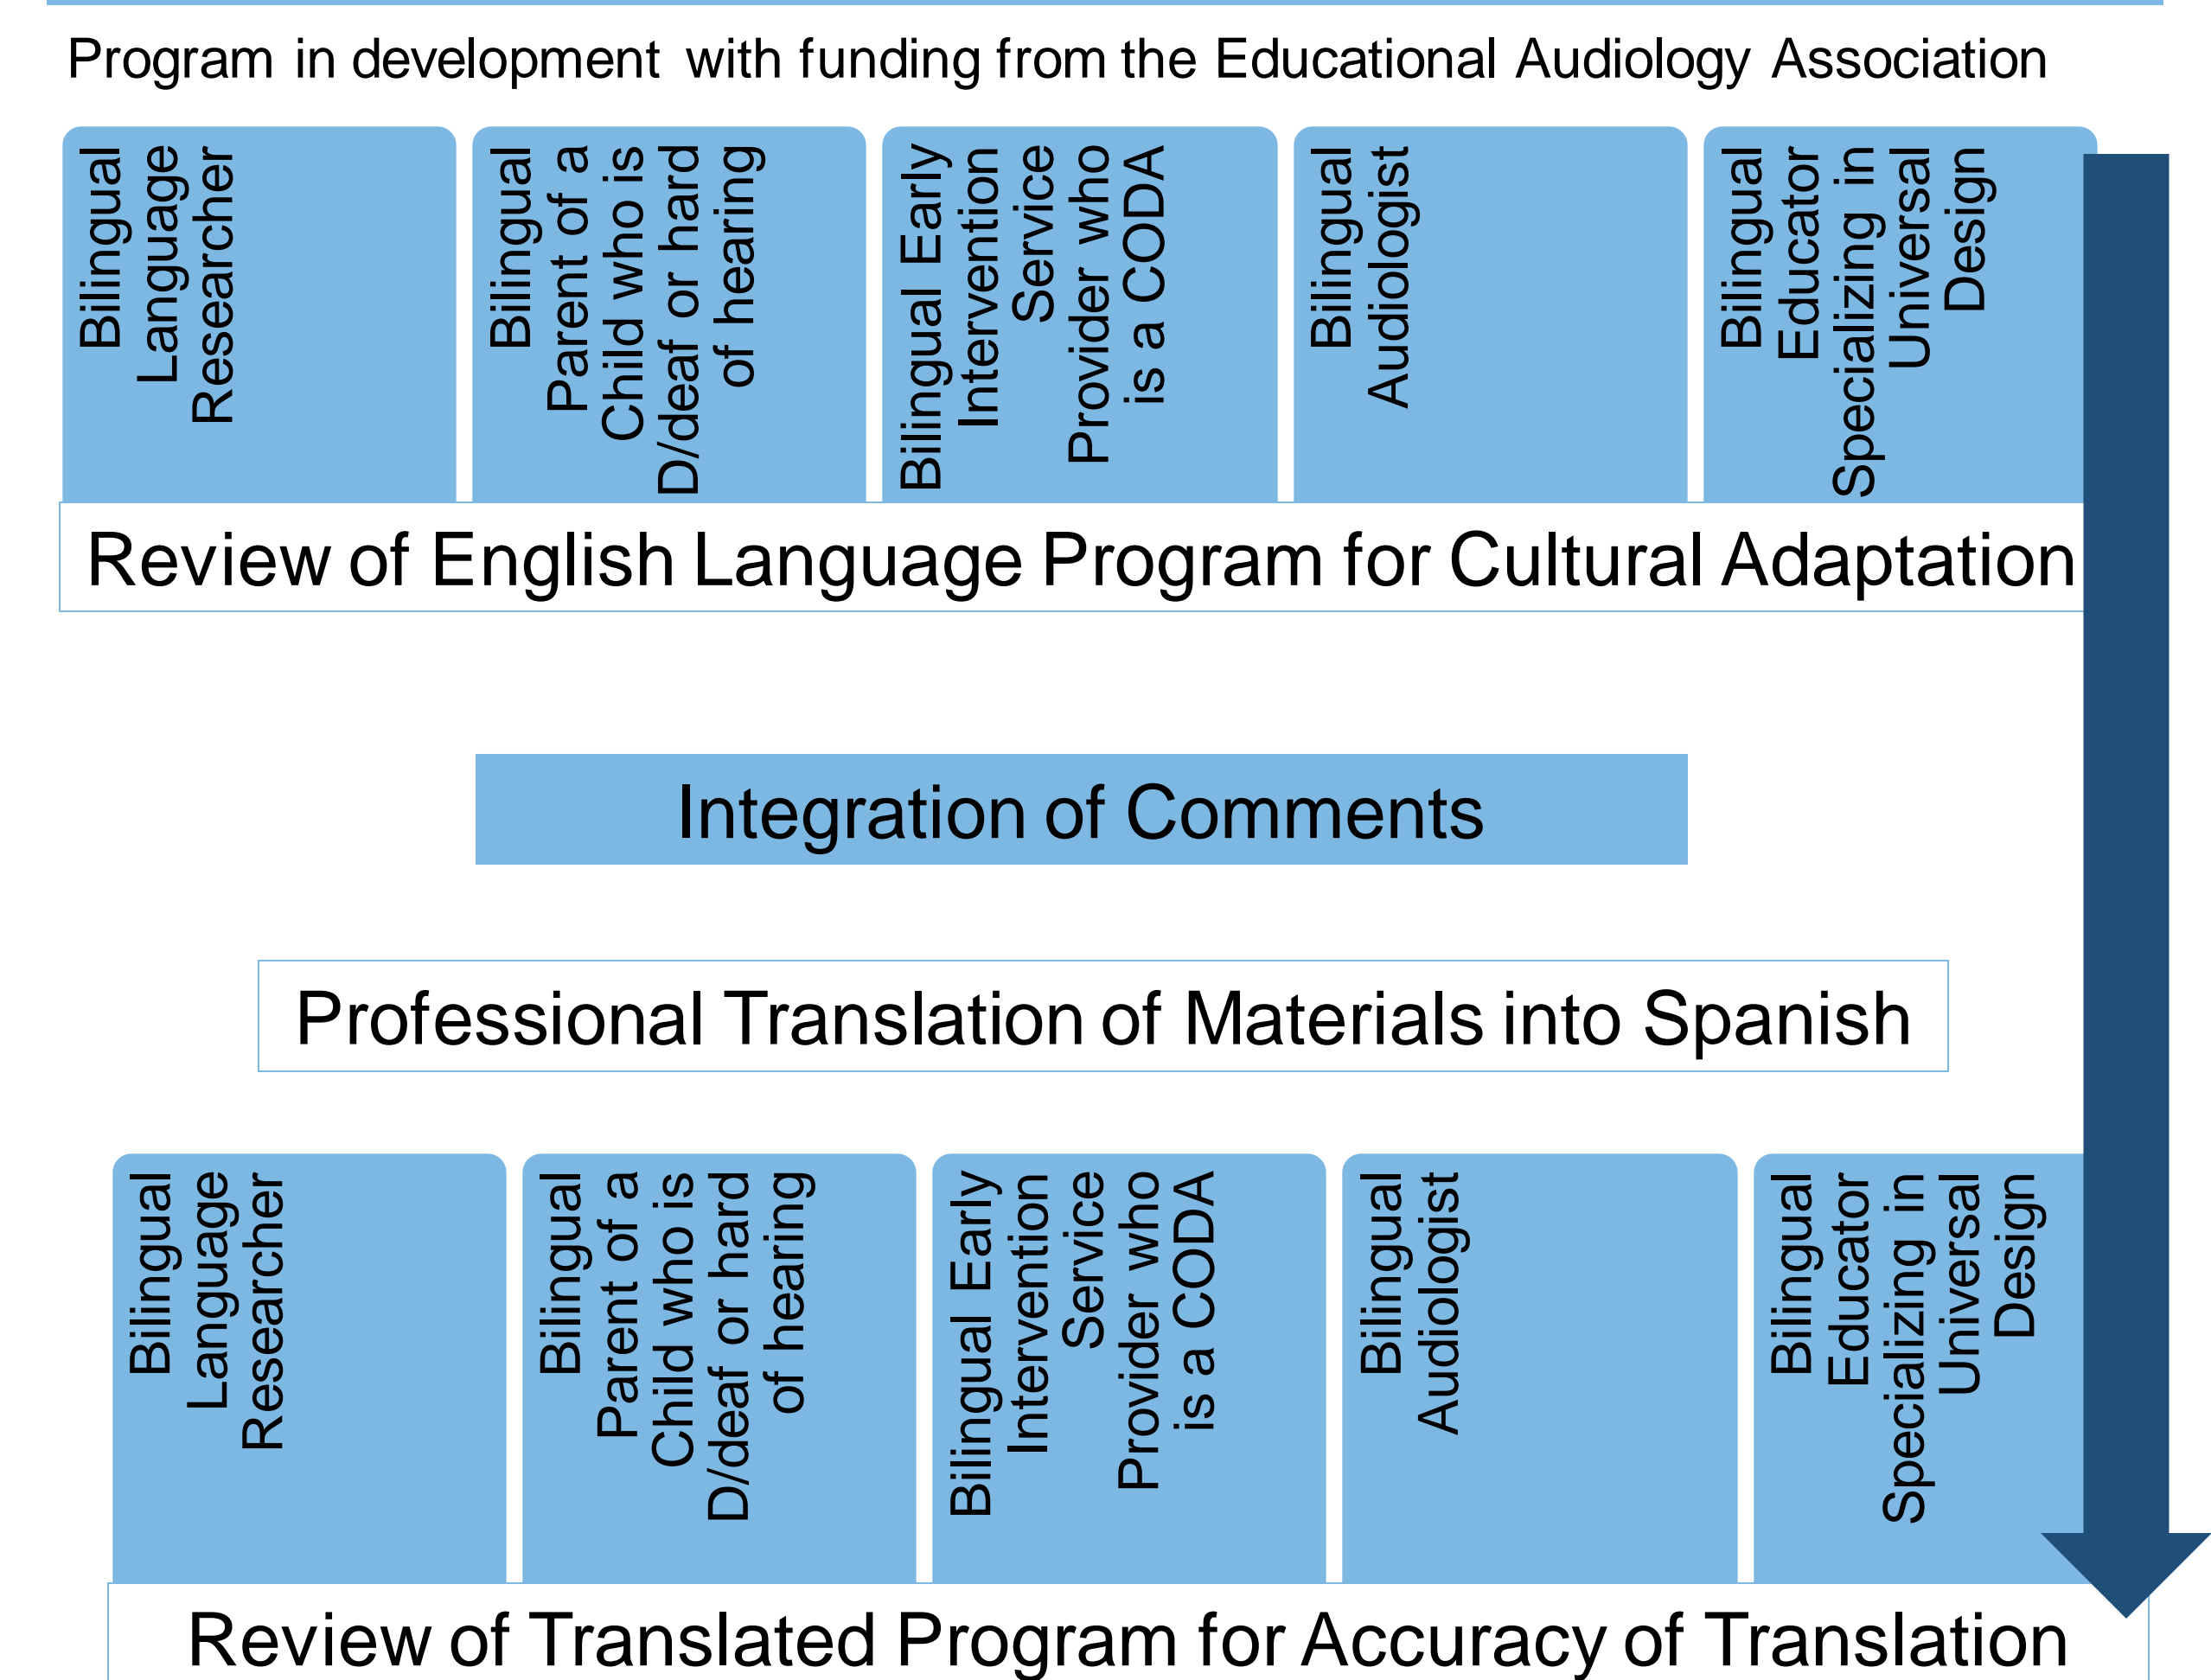 Program in development with funding from the Educational Audiology Association
Bilingual
Language
Researcher
Bilingual
Parent of a
Child who is
D/deaf or hard
of hearing
Bilingual Early
Intervention
Service
Provider who
is a CODA
Bilingual
Audiologist
Bilingual
Educator
Specializing in
Universal
Design
Review of English Language Program for Cultural Adaptation
Integration of Comments
Professional Translation of Materials into Spanish
Bilingual
Language
Researcher
Bilingual
Parent of a
Child who is
D/deaf or hard
of hearing
Bilingual Early
Intervention
Service
Provider who
is a CODA
Bilingual
Audiologist
Bilingual
Educator
Specializing in
Universal
Design
Review of Translated Program for Accuracy of Translation